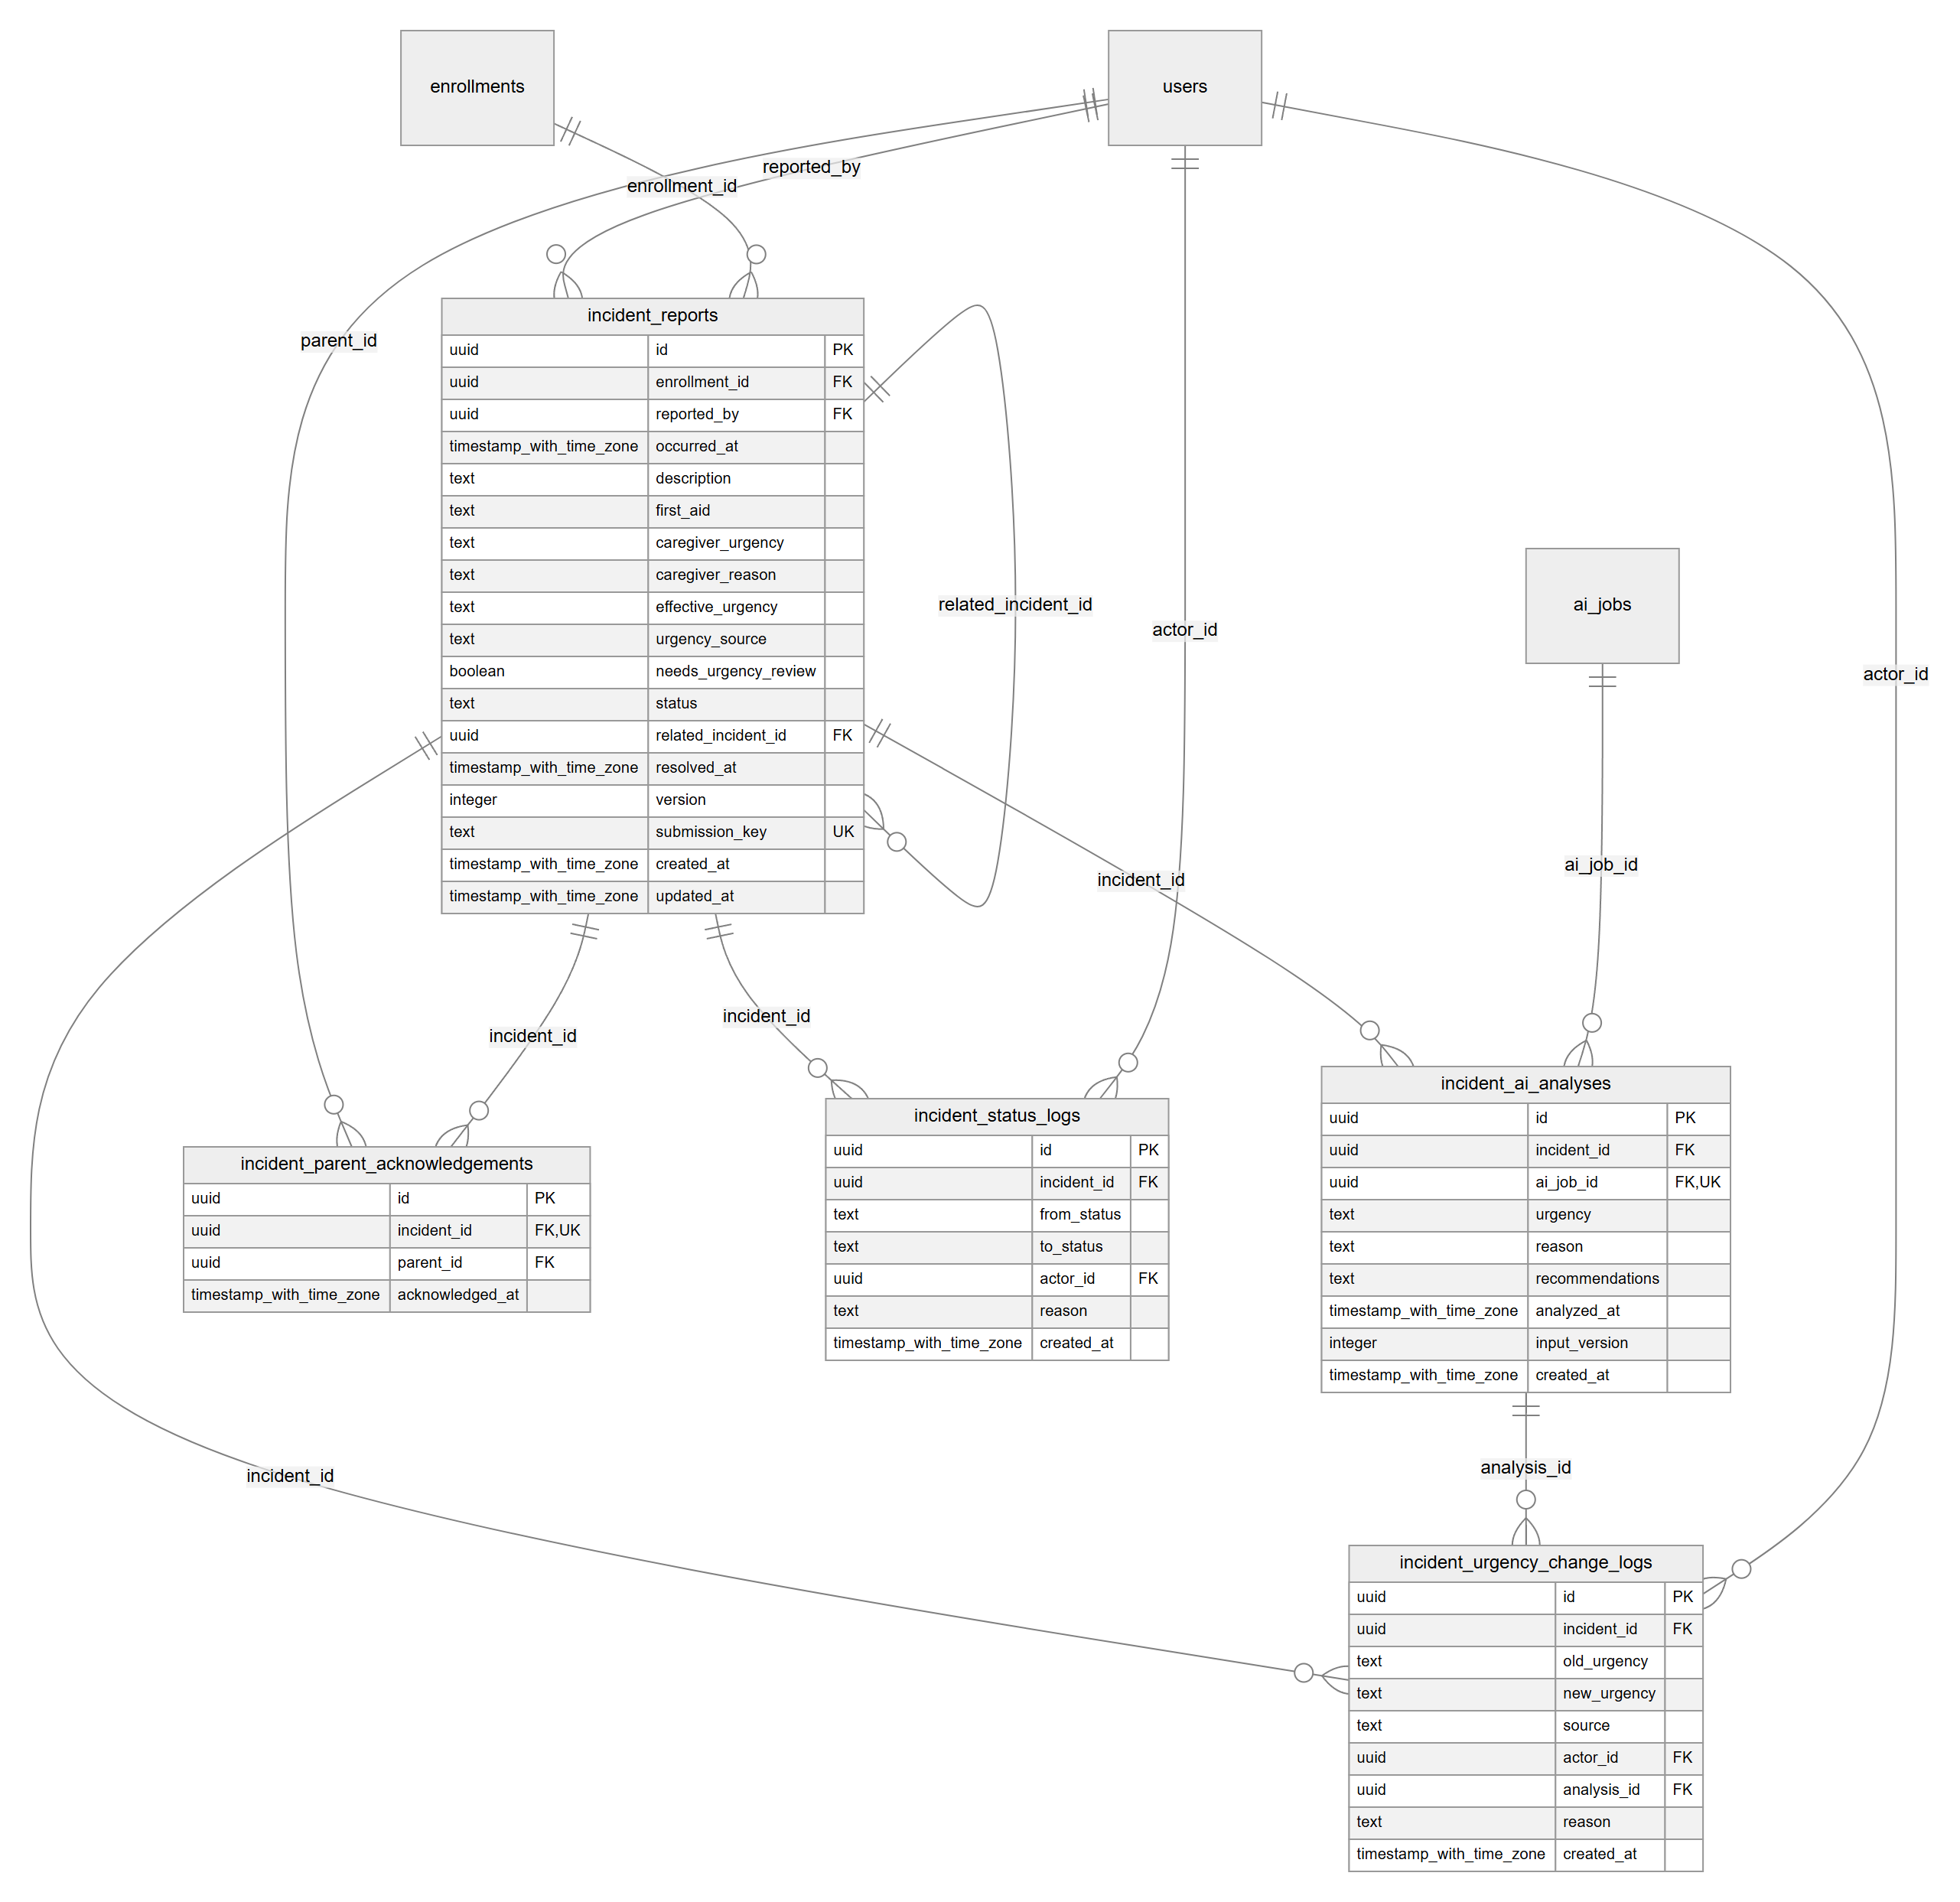 enrollments
users
reported_by
enrollment_id
parent_id
incident_reports
uuid id PK
uuid enrollment_id FK
uuid reported_by FK
timestamp_with_time_zone occurred_at
text description
text first_aid
text caregiver_urgency
text caregiver_reason
text effective_urgency
text urgency_source
boolean needs_urgency_review
text status
uuid related_incident_id FK
timestamp_with_time_zone resolved_at
integer version
text submission_key UK
timestamp_with_time_zone created_at
timestamp_with_time_zone updated_at
related_incident_id
actor_id
ai_jobs
actor_id
ai_job_id
incident_id
incident_id
incident_id
incident_parent_acknowledgements
uuid id PK
uuid incident_id FK,UK
uuid parent_id FK
timestamp_with_time_zone acknowledged_at
incident_status_logs
uuid id PK
uuid incident_id FK
text from_status
text to_status
uuid actor_id FK
text reason
timestamp_with_time_zone created_at
incident_ai_analyses
uuid id PK
uuid incident_id FK
uuid ai_job_id FK,UK
text urgency
text reason
text recommendations
timestamp_with_time_zone analyzed_at
integer input_version
timestamp_with_time_zone created_at
incident_id
analysis_id
incident_urgency_change_logs
uuid id PK
uuid incident_id FK
text old_urgency
text new_urgency
text source
uuid actor_id FK
uuid analysis_id FK
text reason
timestamp_with_time_zone created_at